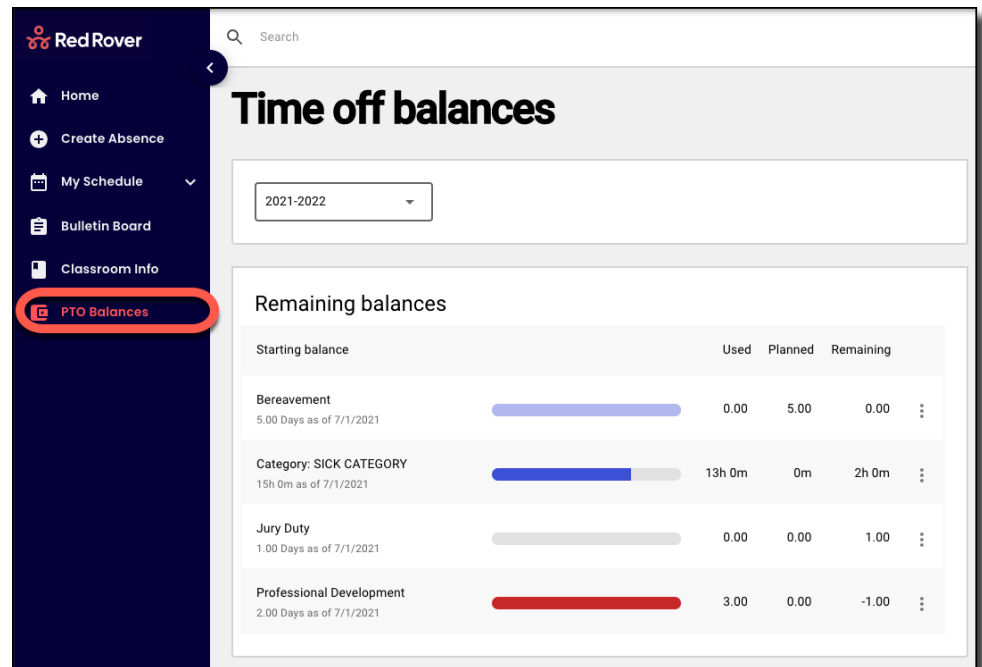 Red Rover
Search
Home
Create Absence
My Schedule
Bulletin Board
Classroom Info
PTO Balances
Time off balances
2021-2022
Remaining balances
Starting balance Used Planned Remaining
Bereavement
5.00 Days as of 7/1/2021
0.00 5.00 0.00
Category: SICK CATEGORY
15h 0m as of 7/1/2021
13h 0m 0m 2h 0m
Jury Duty
1.00 Days as of 7/1/2021
0.00 0.00 1.00
Professional Development
2.00 Days as of 7/1/2021
3.00 0.00 -1.00